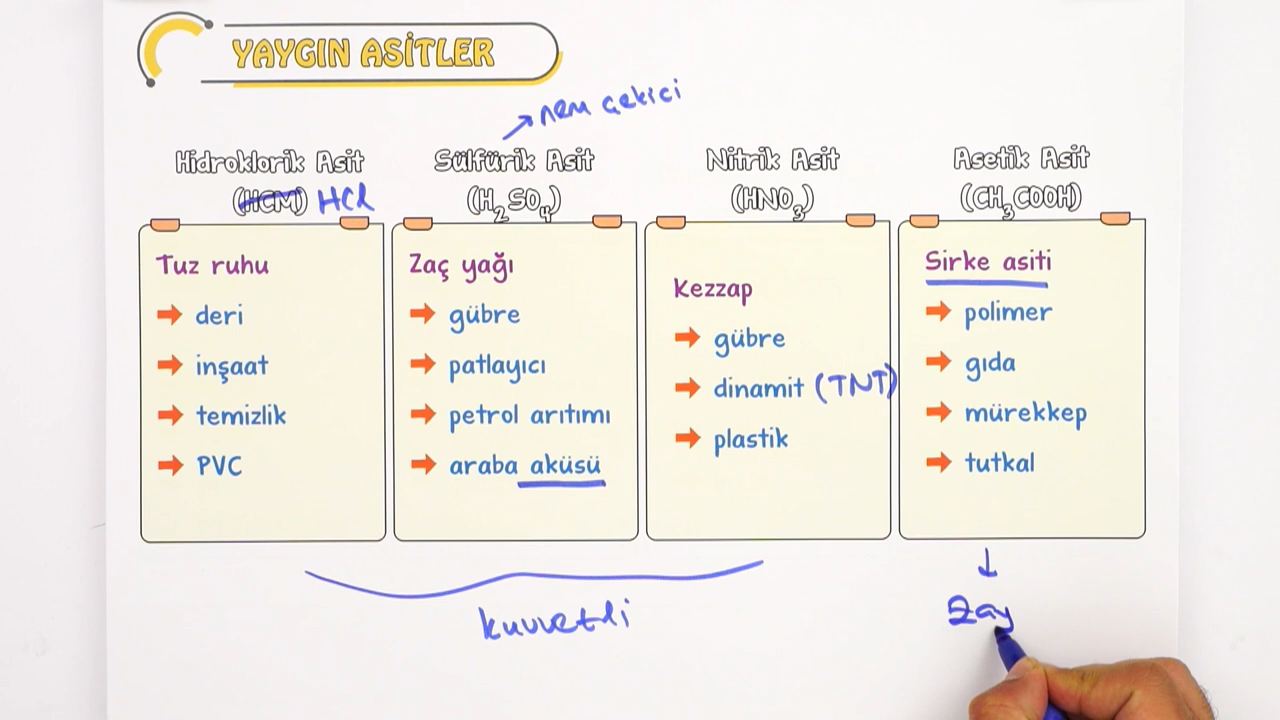 YAYGIN ASİTLER
nem çekici
Hidroklorik Asit
(HCM) HCl
Tuz ruhu
deri
inşaat
temizlik
PVC
Sülfürik Asit
(H₂SO₄)
Zaç yağı
gübre
patlayıcı
petrol arıtımı
araba aküsü
Nitrik Asit
(HNO₃)
Kezzap
gübre
dinamit (TNT)
plastik
Asetik Asit
(CH₃COOH)
Sirke asiti
polimer
gıda
mürekkep
tutkal
kuvvetli
Zay